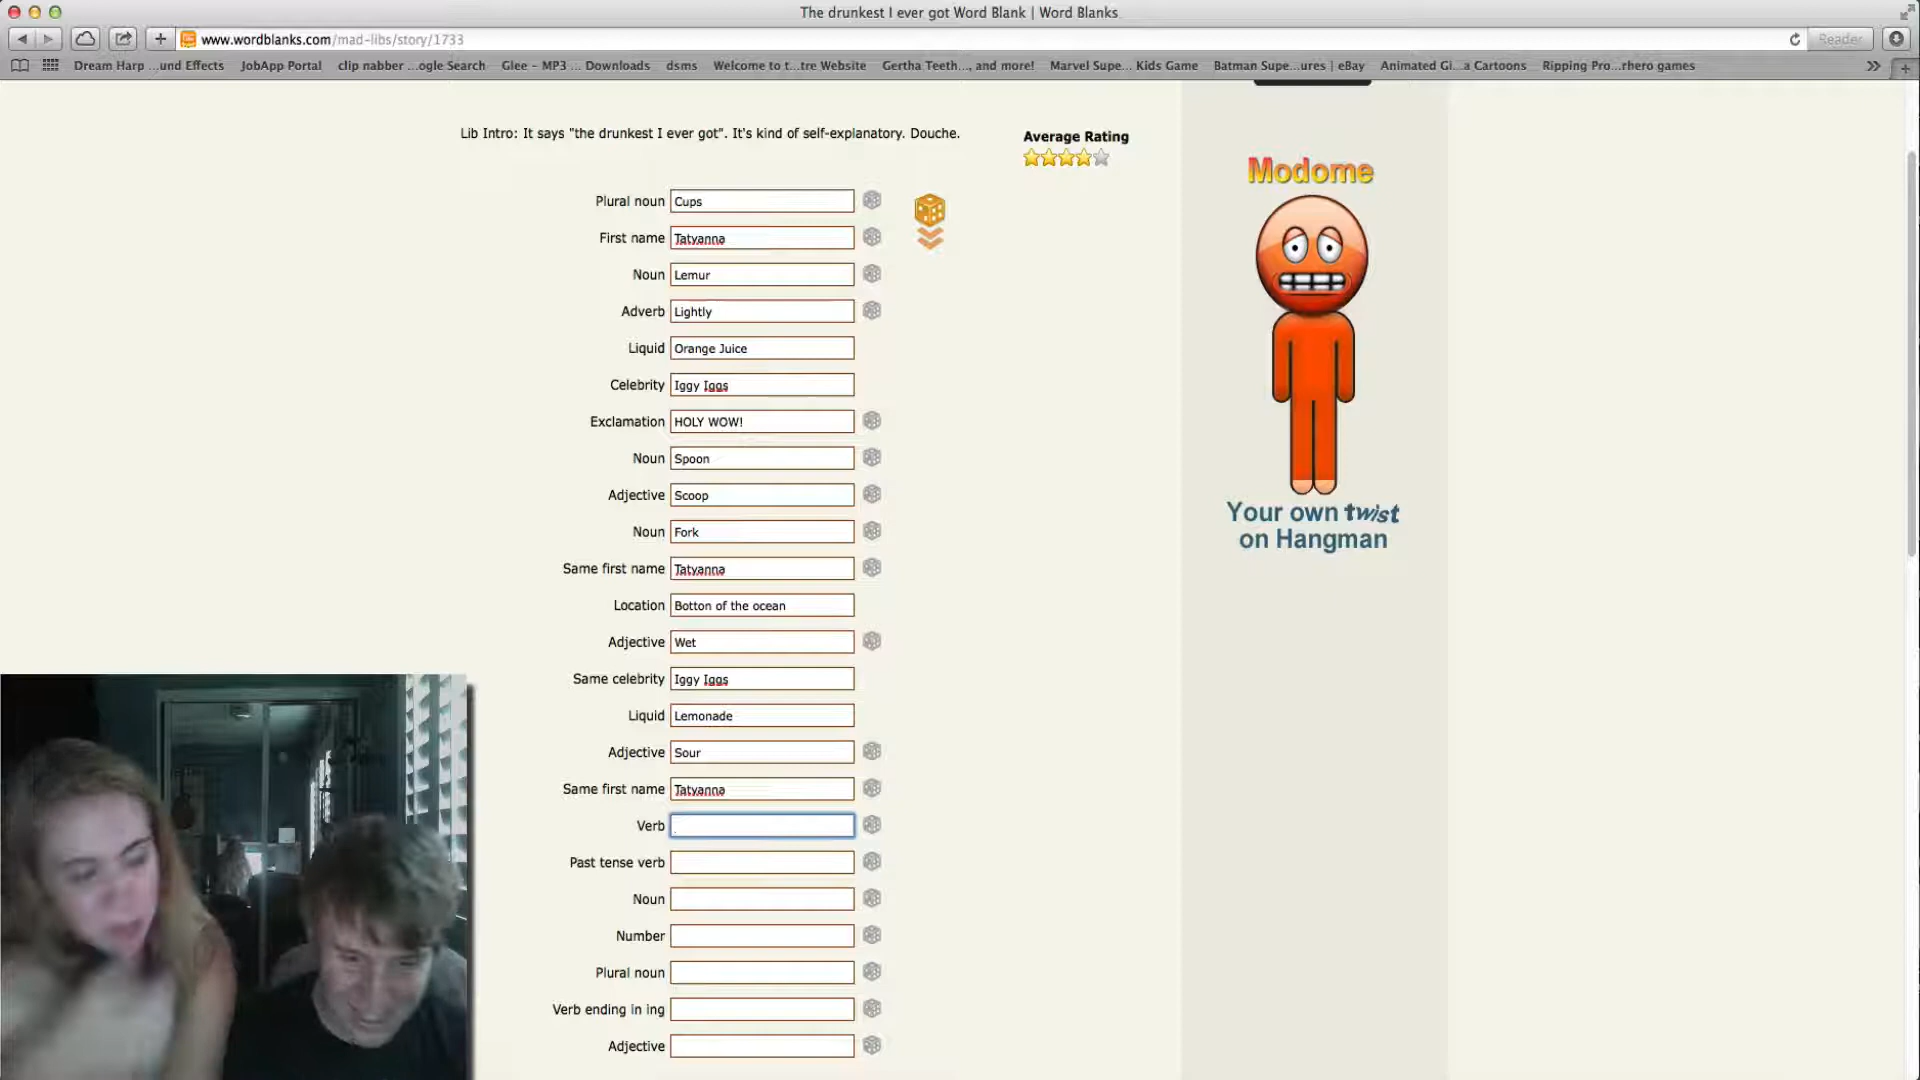 The drunkest I ever got Word Blank | Word Blanks
www.wordblanks.com/mad-libs/story/1733
Reader
Dream Harp ...und Effects JobApp Portal clip nabber ...ogle Search Glee – MP3 ... Downloads dsms Welcome to t...tre Website Gertha Teeth..., and more! Marvel Supe... Kids Game Batman Supe...ures | eBay Animated Gi...a Cartoons Ripping Pro...rhero games
Lib Intro: It says "the drunkest I ever got". It's kind of self-explanatory. Douche.
Average Rating
Plural noun Cups
First name Tatyanna
Noun Lemur
Adverb Lightly
Liquid Orange Juice
Celebrity Iggy Iggs
Exclamation HOLY WOW!
Noun Spoon
Adjective Scoop
Noun Fork
Same first name Tatyanna
Location Botton of the ocean
Adjective Wet
Same celebrity Iggy Iggs
Liquid Lemonade
Adjective Sour
Same first name Tatyanna
Verb
Past tense verb
Noun
Number
Plural noun
Verb ending in ing
Adjective
Modome
Your own twist
on Hangman